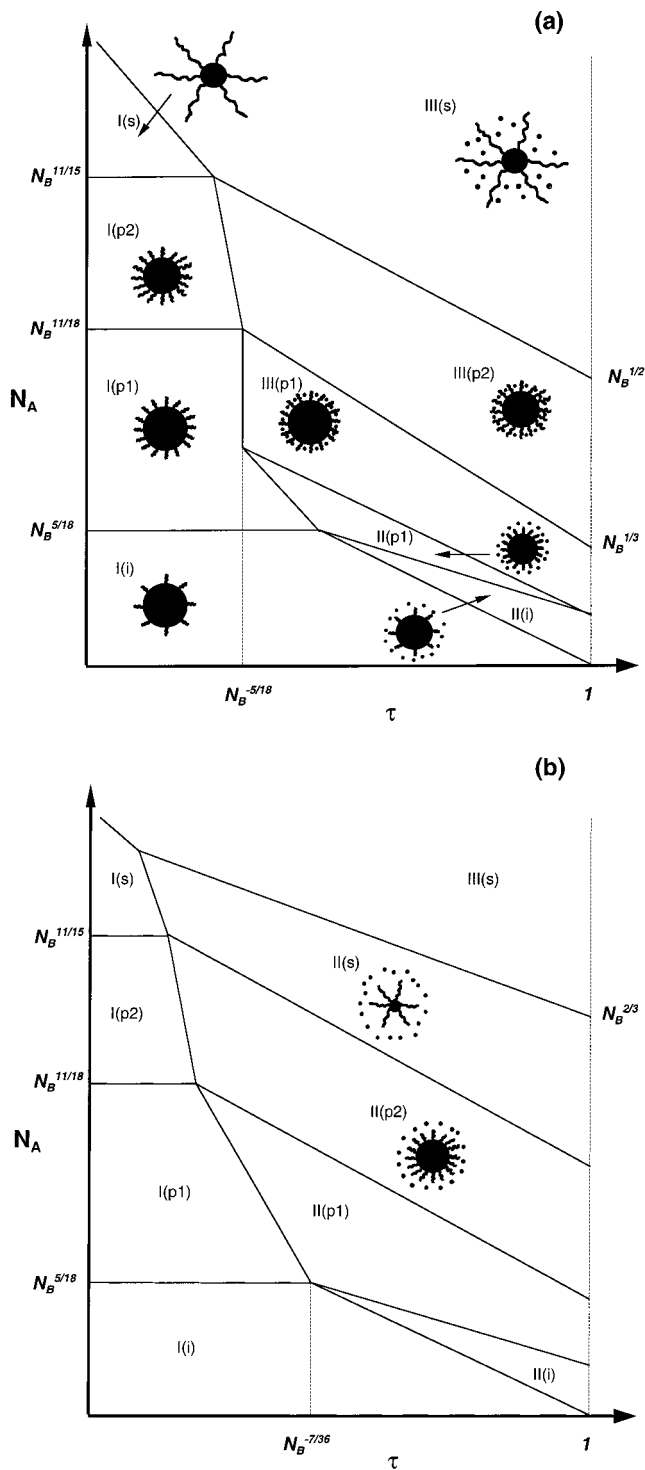 (a)
I(s)
III(s)
N_B^11/15
I(p2)
N_B^11/18
N_B^1/2
I(p1)
III(p1)
III(p2)
N_A
N_B^5/18
II(p1)
N_B^1/3
I(i)
II(i)
N_B^-5/18
τ
1
(b)
I(s)
III(s)
N_B^11/15
II(s)
N_B^2/3
I(p2)
N_B^11/18
N_A
II(p2)
I(p1)
II(p1)
N_B^5/18
I(i)
II(i)
N_B^-7/36
τ
1